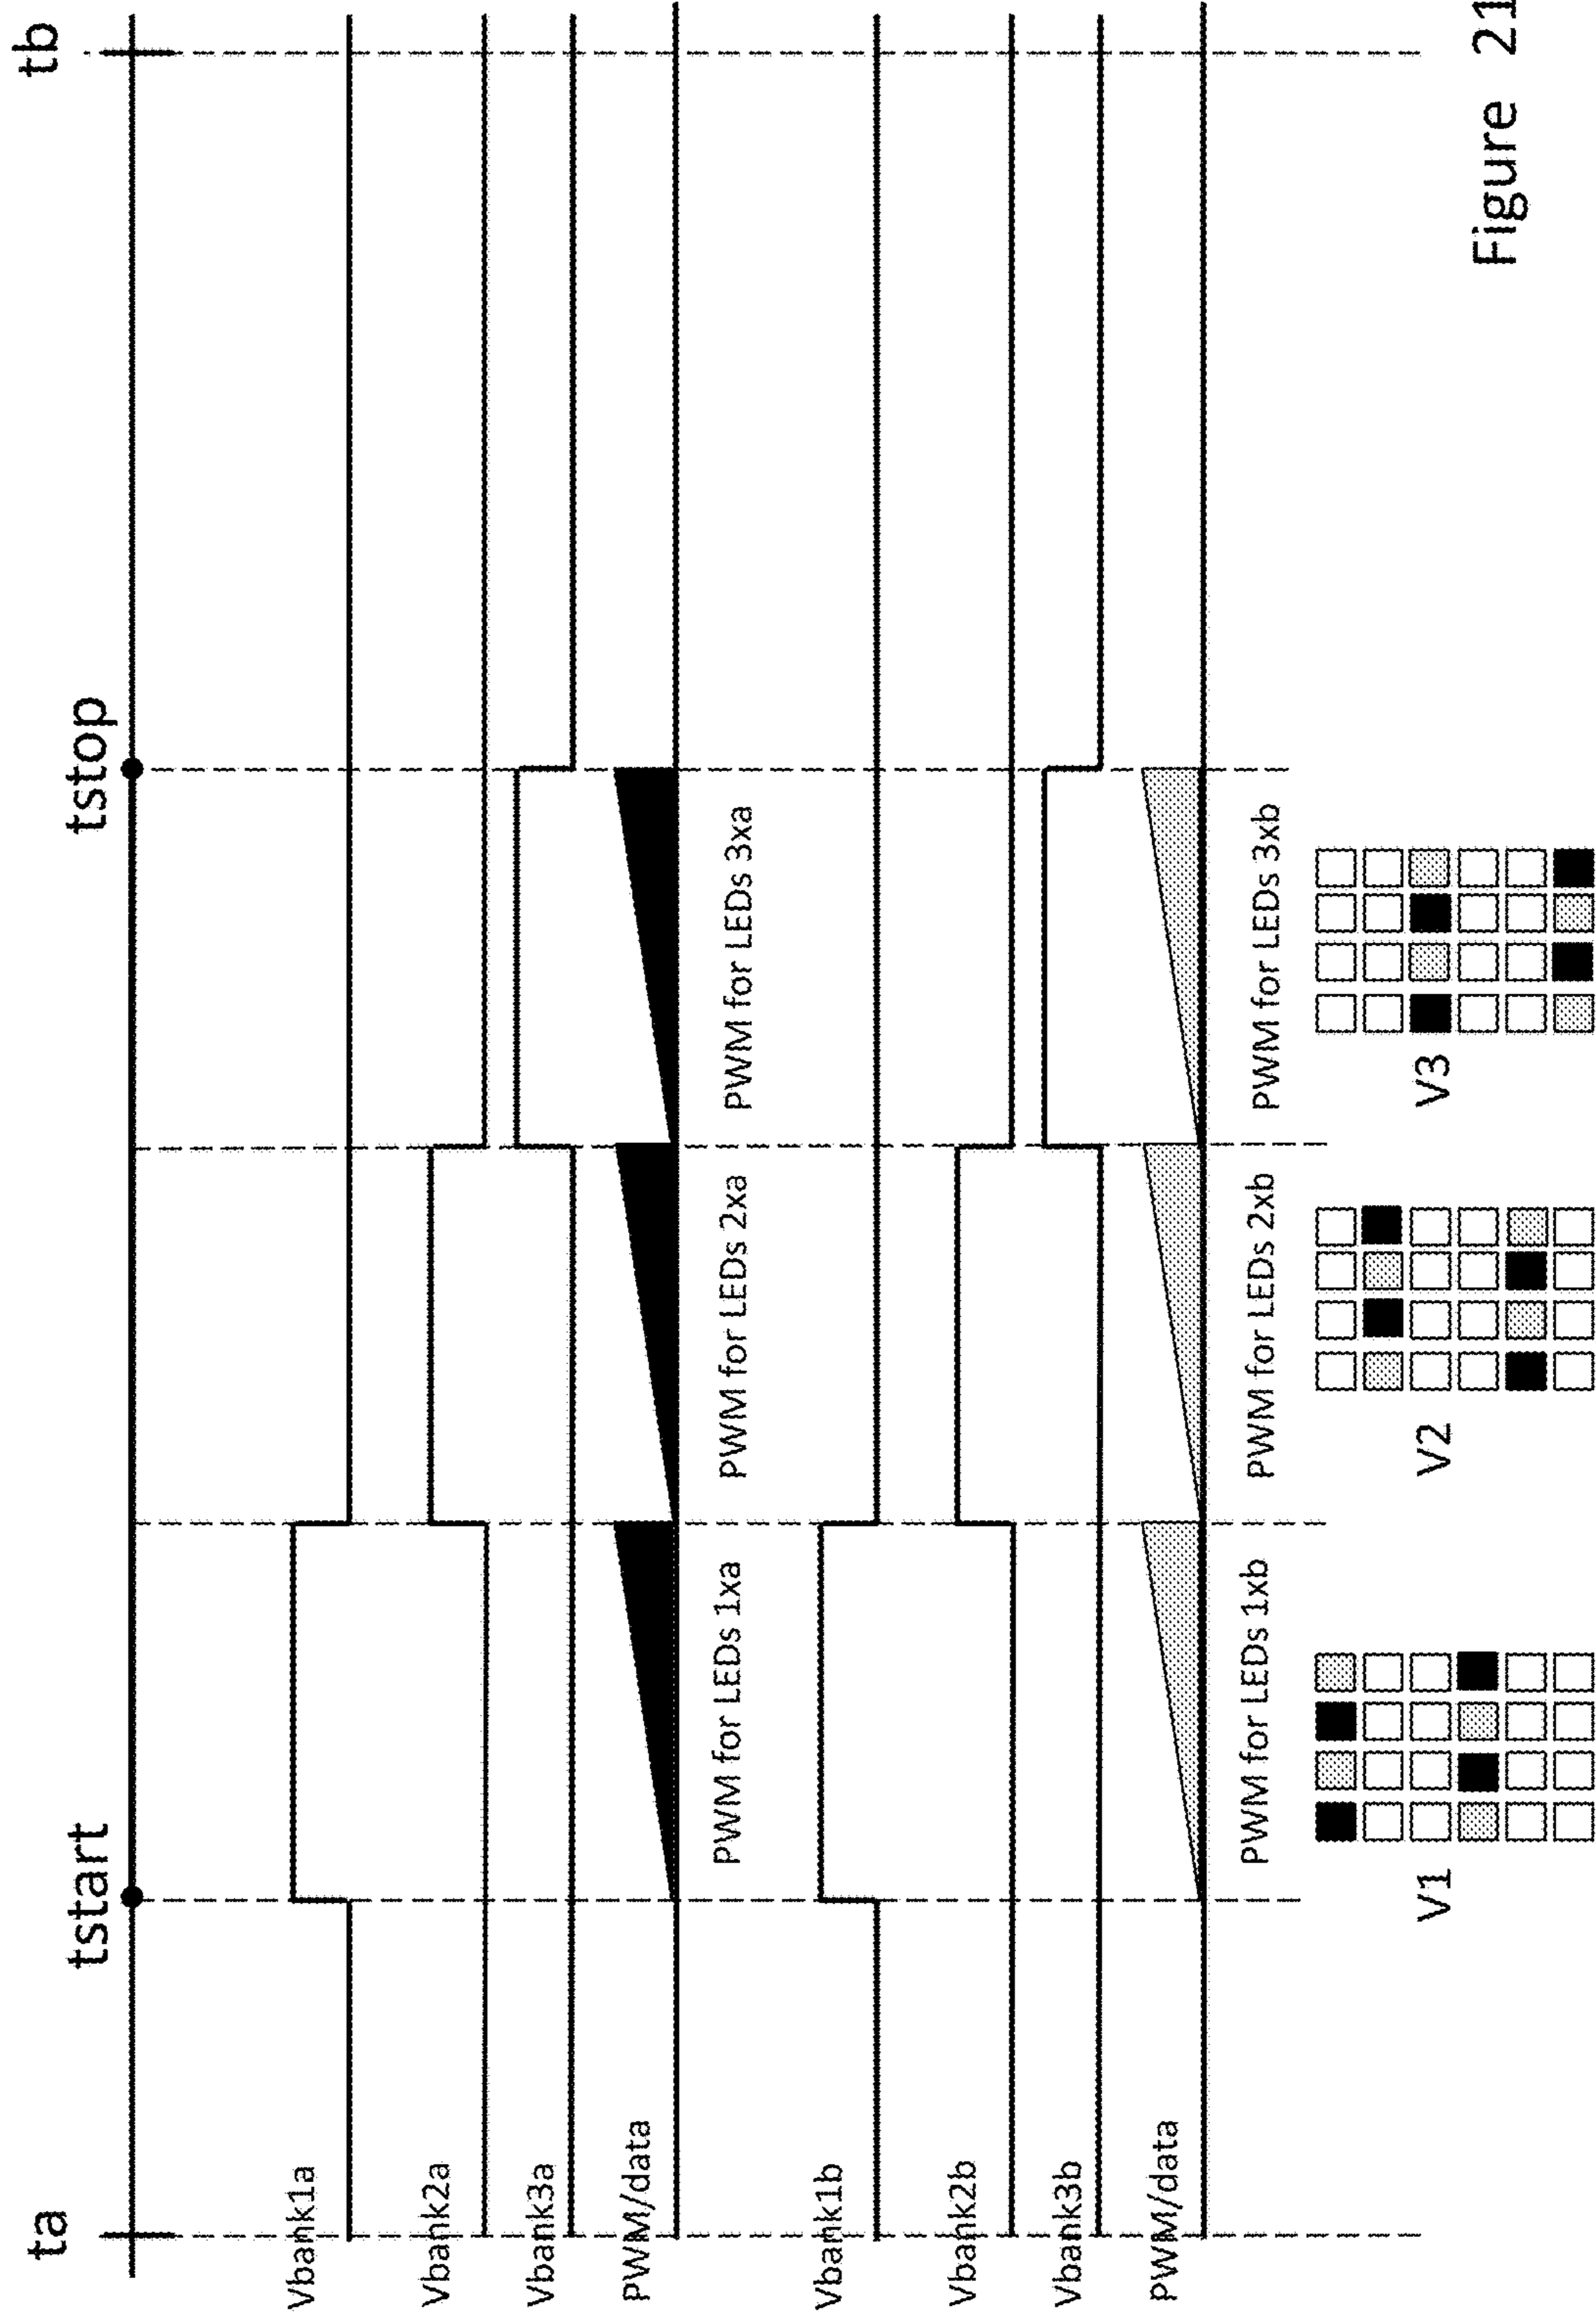 ta
tstart
tstop
tb
Vbank1a
Vbank2a
Vbank3a
PWM/data
PWM for LEDs 1xa
PWM for LEDs 2xa
PWM for LEDs 3xa
Vbank1b
Vbank2b
Vbank3b
PWM/data
PWM for LEDs 1xb
PWM for LEDs 2xb
PWM for LEDs 3xb
V1
V2
V3
Figure 21